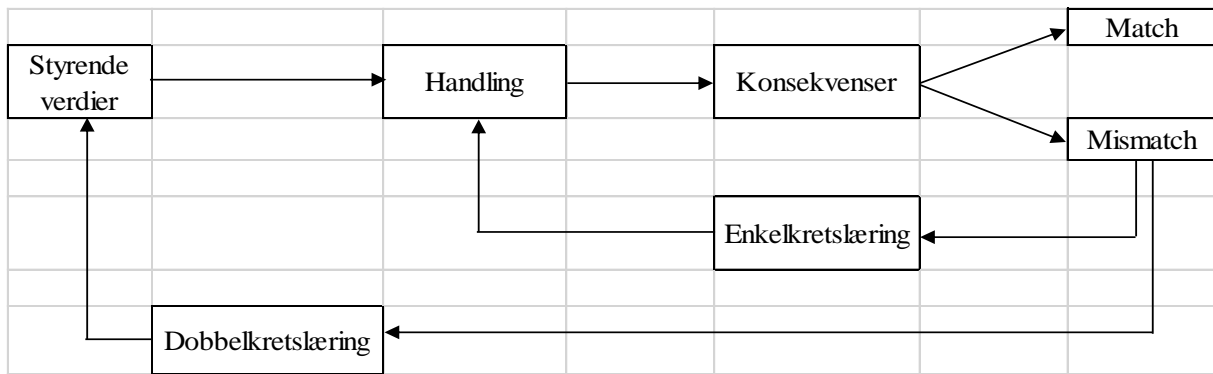 Match
Styrende
verdier
Handling
Konsekvenser
Mismatch
Enkelkretslæring
Dobbelkretslæring